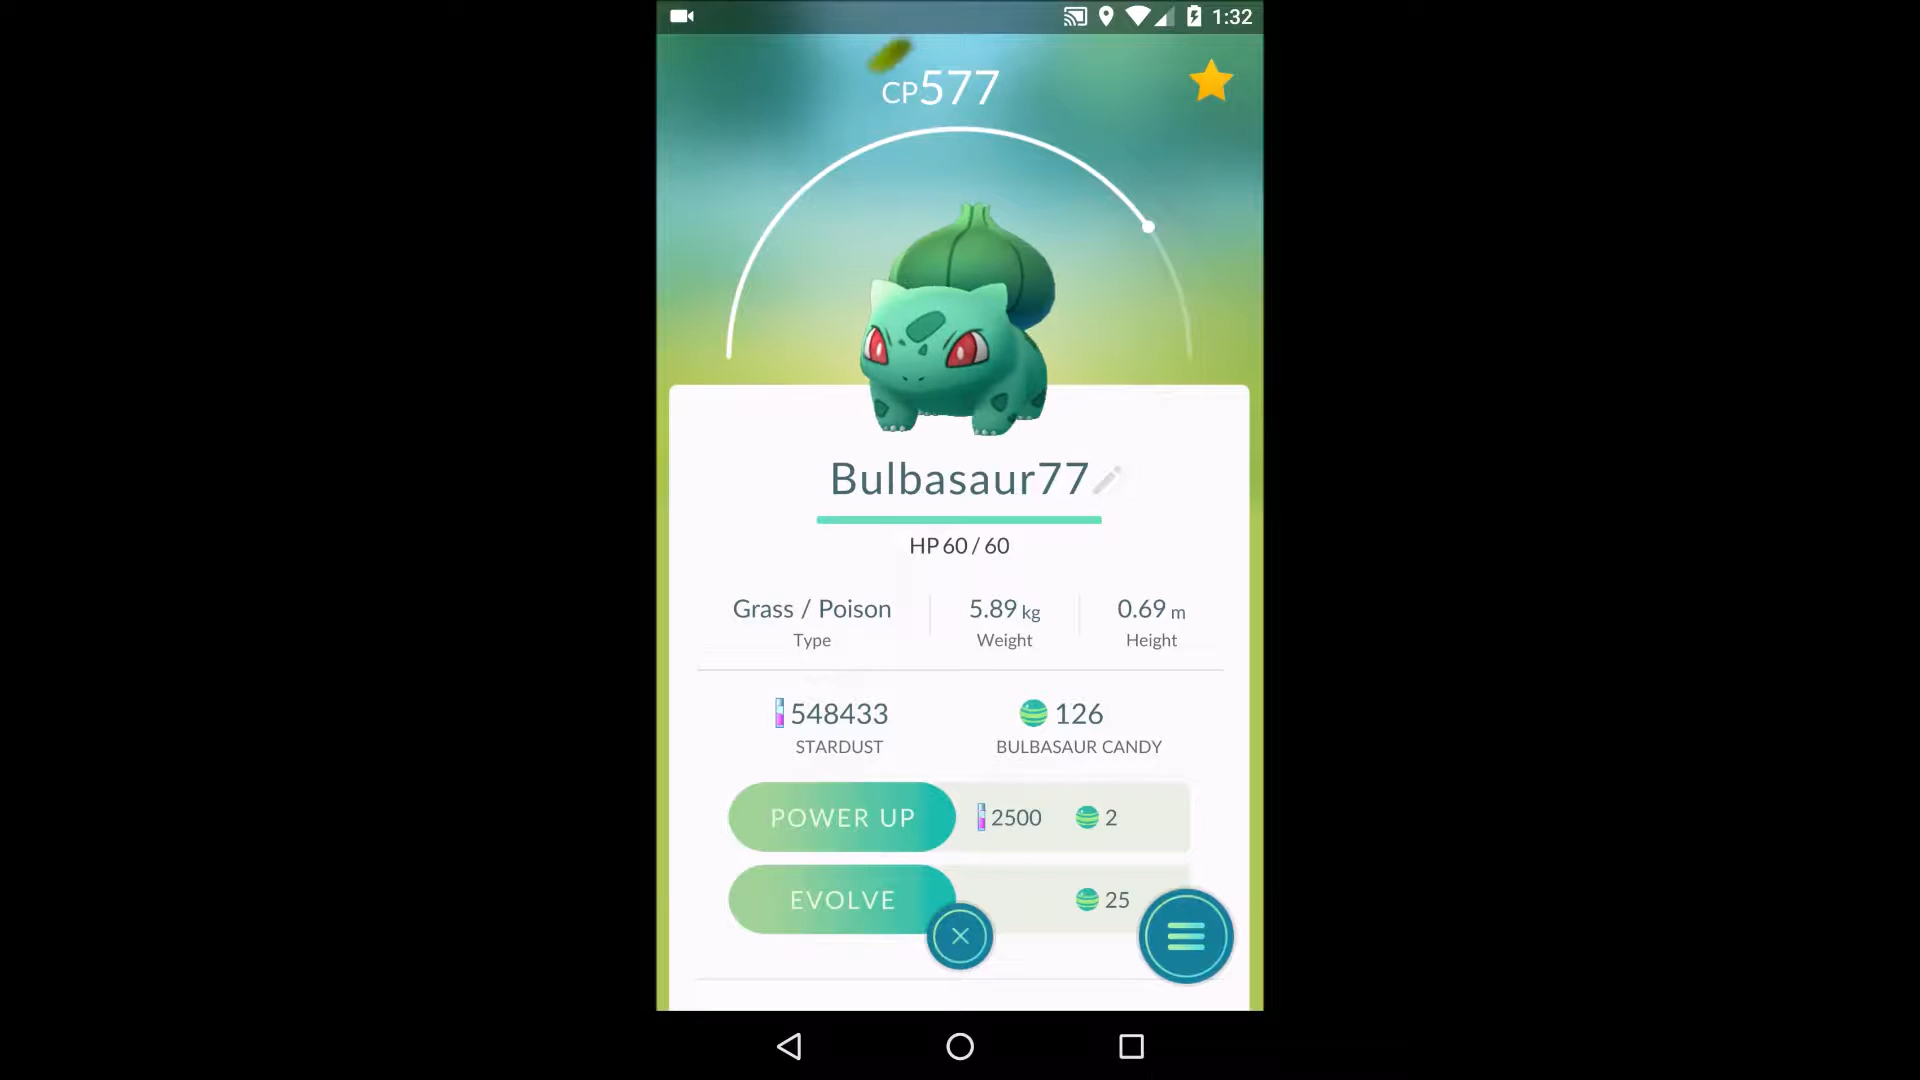 1:32
CP577
Bulbasaur77
HP 60 / 60
Grass / Poison 5.89 kg 0.69 m
Type Weight Height
548433 126
STARDUST BULBASAUR CANDY
POWER UP 2500 2
EVOLVE 25